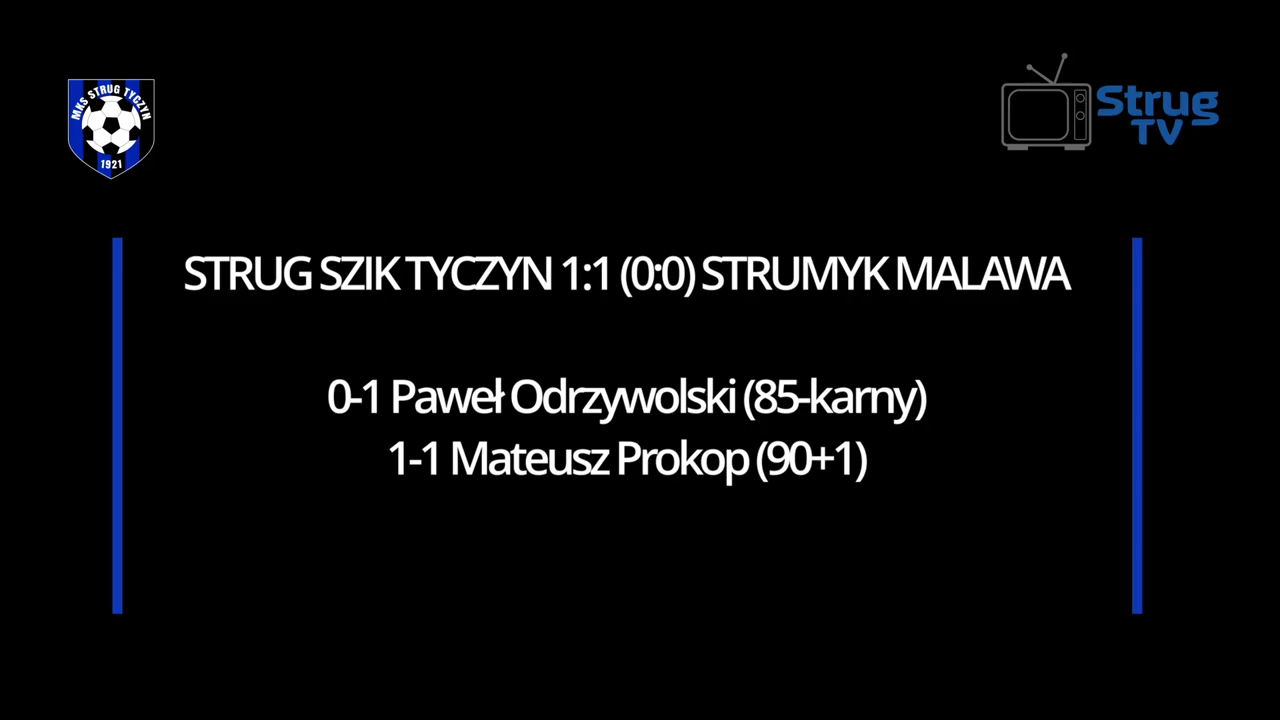 MKS STRUG TYCZYN
1921
Strug
TV
STRUG SZIK TYCZYN 1:1 (0:0) STRUMYK MALAWA
0-1 Paweł Odrzywolski (85-karny)
1-1 Mateusz Prokop (90+1)